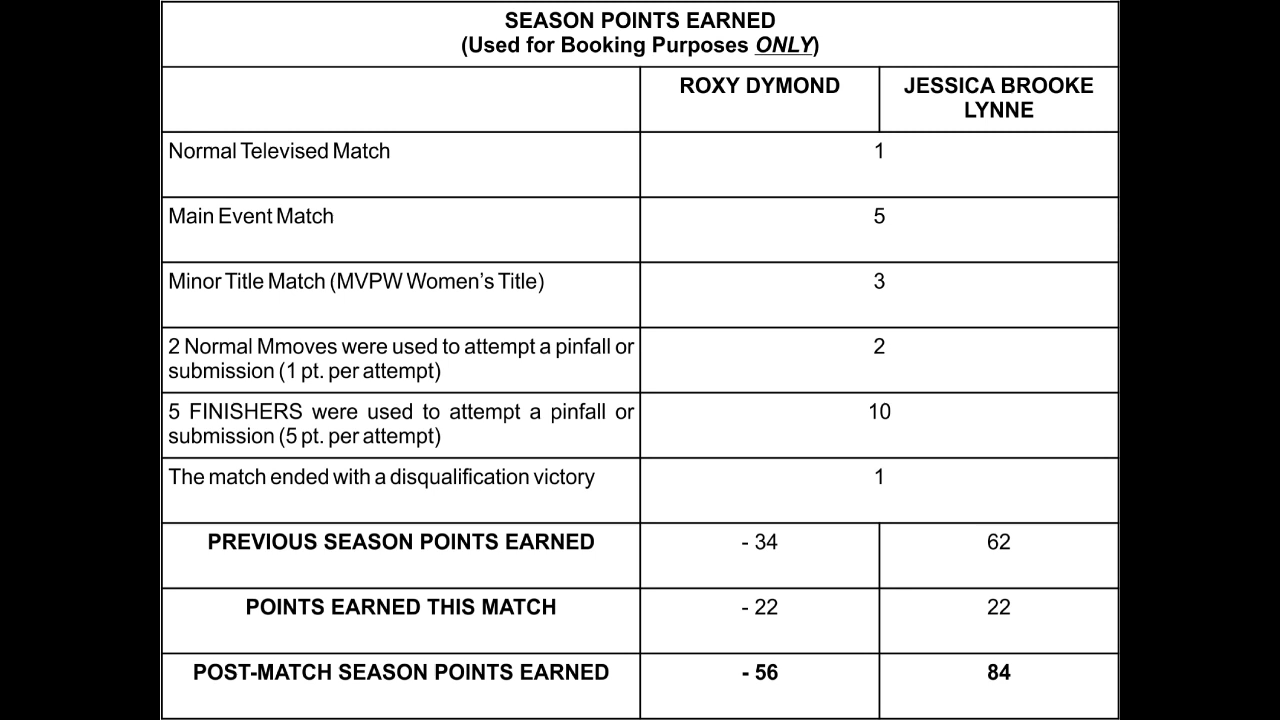 SEASON POINTS EARNED
(Used for Booking Purposes ONLY)
ROXY DYMOND
JESSICA BROOKE
LYNNE
Normal Televised Match
1
Main Event Match
5
Minor Title Match (MVPW Women’s Title)
3
2 Normal Mmoves were used to attempt a pinfall or
submission (1 pt. per attempt)
2
5 FINISHERS were used to attempt a pinfall or
submission (5 pt. per attempt)
10
The match ended with a disqualification victory
1
PREVIOUS SEASON POINTS EARNED
- 34
62
POINTS EARNED THIS MATCH
- 22
22
POST-MATCH SEASON POINTS EARNED
- 56
84